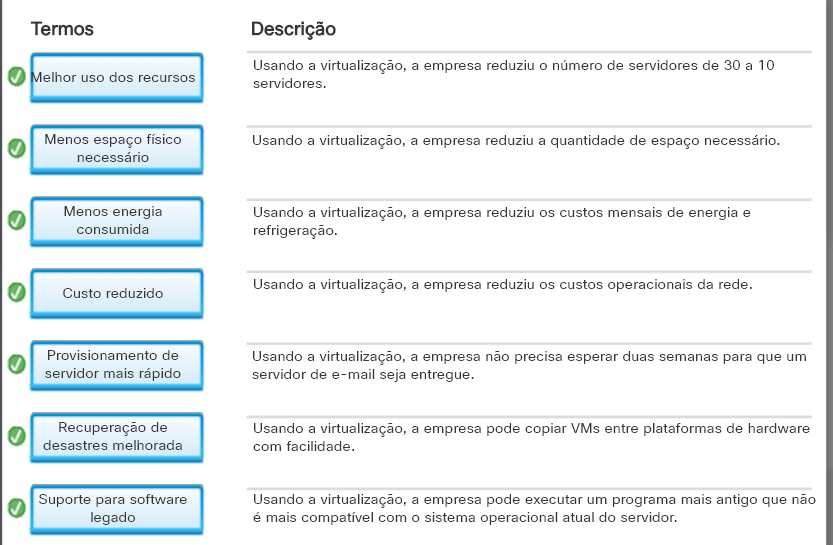 Termos Descrição
Melhor uso dos recursos
Usando a virtualização, a empresa reduziu o número de servidores de 30 a 10
servidores.
Menos espaço físico
necessário
Usando a virtualização, a empresa reduziu a quantidade de espaço necessário.
Menos energia
consumida
Usando a virtualização, a empresa reduziu os custos mensais de energia e
refrigeração.
Custo reduzido
Usando a virtualização, a empresa reduziu os custos operacionais da rede.
Provisionamento de
servidor mais rápido
Usando a virtualização, a empresa não precisa esperar duas semanas para que um
servidor de e-mail seja entregue.
Recuperação de
desastres melhorada
Usando a virtualização, a empresa pode copiar VMs entre plataformas de hardware
com facilidade.
Suporte para software
legado
Usando a virtualização, a empresa pode executar um programa mais antigo que não
é mais compatível com o sistema operacional atual do servidor.